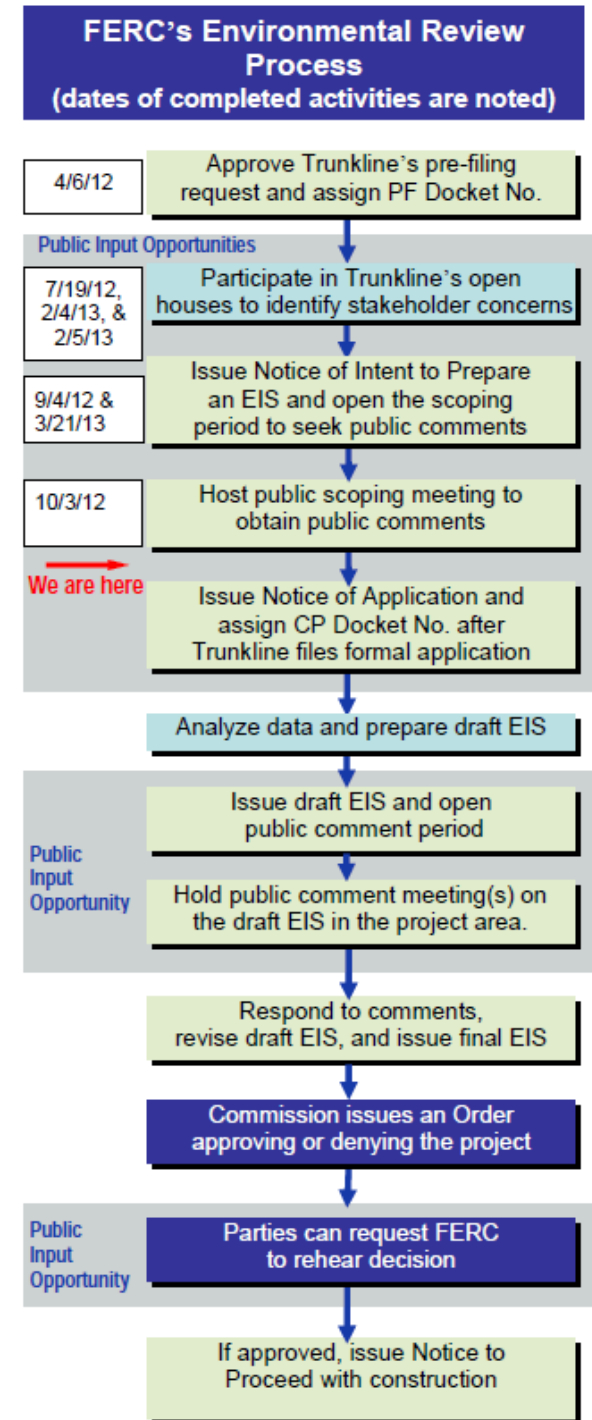 FERC's Environmental Review
Process
(dates of completed activities are noted)
4/6/12
Approve Trunkline's pre-filing
request and assign PF Docket No.
Public Input Opportunities
7/19/12,
2/4/13, &
2/5/13
Participate in Trunkline's open
houses to identify stakeholder concerns
9/4/12 &
3/21/13
Issue Notice of Intent to Prepare
an EIS and open the scoping
period to seek public comments
10/3/12
Host public scoping meeting to
obtain public comments
We are here
Issue Notice of Application and
assign CP Docket No. after
Trunkline files formal application
Analyze data and prepare draft EIS
Public
Input
Opportunity
Issue draft EIS and open
public comment period
Hold public comment meeting(s) on
the draft EIS in the project area.
Respond to comments,
revise draft EIS, and issue final EIS
Commission issues an Order
approving or denying the project
Public
Input
Opportunity
Parties can request FERC
to rehear decision
If approved, issue Notice to
Proceed with construction